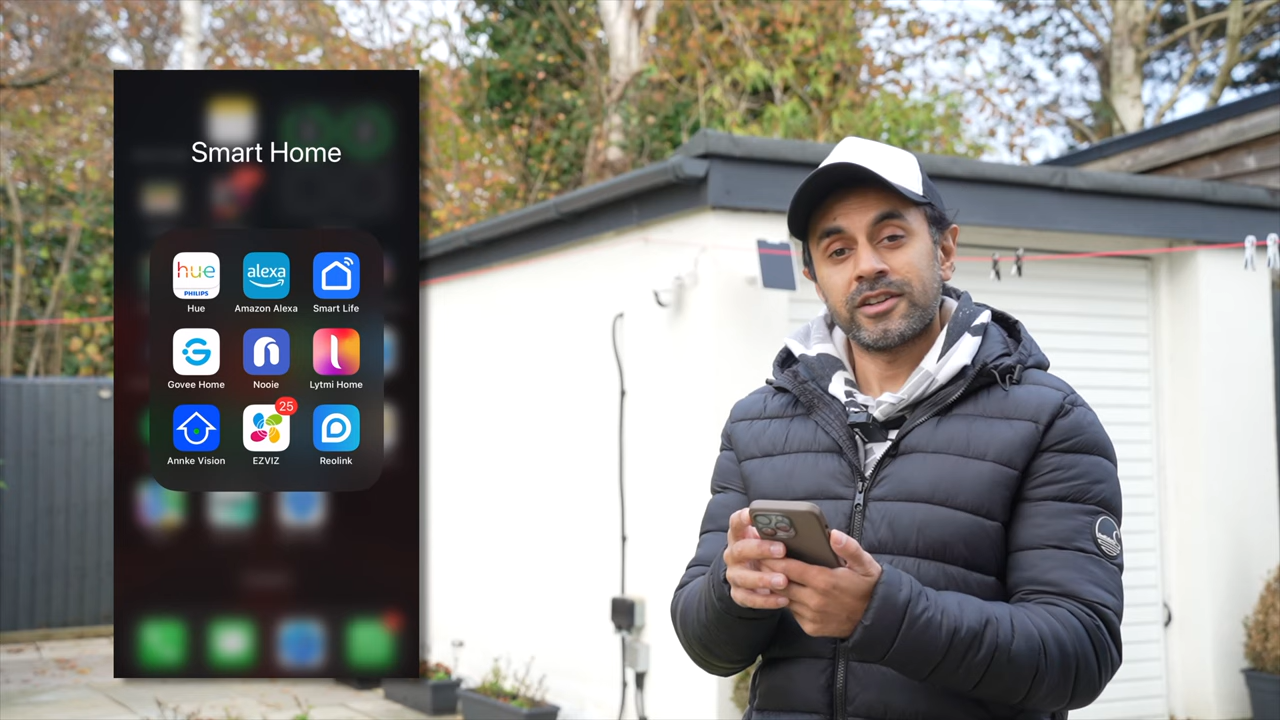 Smart Home
hue
PHILIPS
alexa
Hue
Amazon Alexa
Smart Life
Govee Home
Nooie
Lytmi Home
25
Annke Vision
EZVIZ
Reolink